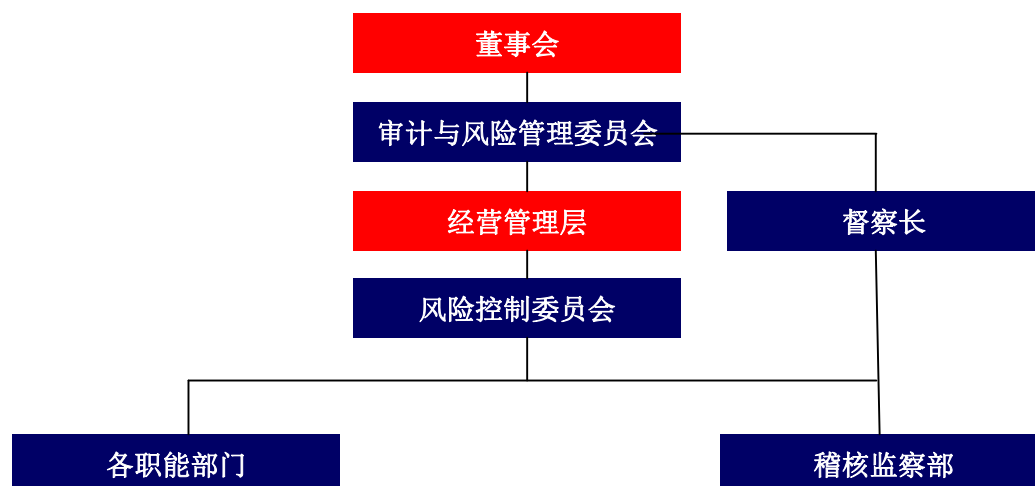 董事会
审计与风险管理委员会
经营管理层
督察长
风险控制委员会
各职能部门
稽核监察部